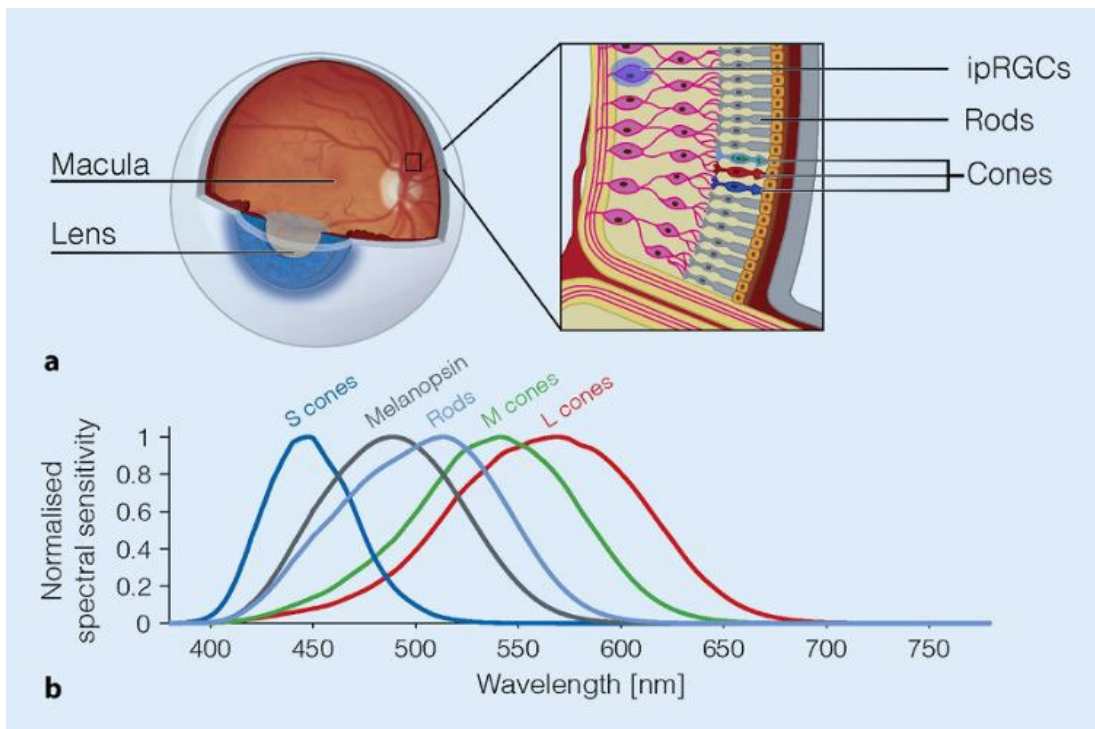 ipRGCs
Rods
Macula
Cones
Lens
a
S cones
Melanopsin
Rods
M cones
L cones
Normalised
spectral sensitivity
1
0.8
0.6
0.4
0.2
0
400 450 500 550 600 650 700 750
Wavelength [nm]
b